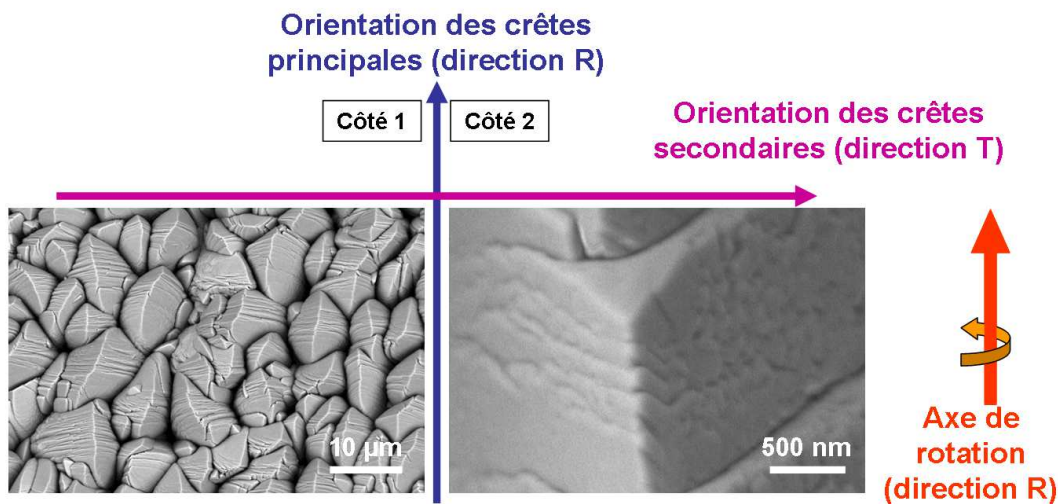 Orientation des crêtes
principales (direction R)
Côté 1
Côté 2
Orientation des crêtes
secondaires (direction T)
10 µm
500 nm
Axe de
rotation
(direction R)